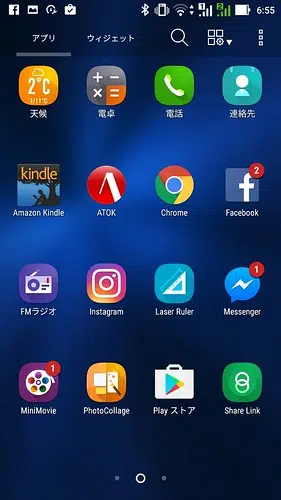 6:55
アプリ
ウィジェット
2°C
天候
電卓
電話
連絡先
kindle
Amazon Kindle
ATOK
Chrome
2
Facebook
FMラジオ
Instagram
Laser Ruler
1
Messenger
1
MiniMovie
PhotoCollage
Play ストア
Share Link